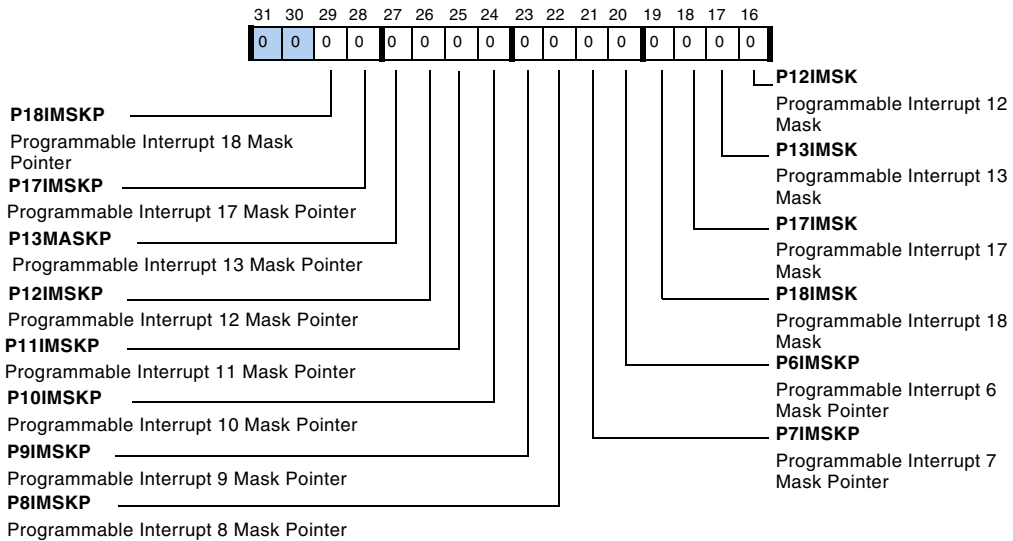 31 30 29 28 27 26 25 24 23 22 21 20 19 18 17 16
0 0 0 0 0 0 0 0 0 0 0 0 0 0 0 0
P18IMSKP
Programmable Interrupt 18 Mask
Pointer
P17IMSKP
Programmable Interrupt 17 Mask Pointer
P13MASKP
Programmable Interrupt 13 Mask Pointer
P12IMSKP
Programmable Interrupt 12 Mask Pointer
P11IMSKP
Programmable Interrupt 11 Mask Pointer
P10IMSKP
Programmable Interrupt 10 Mask Pointer
P9IMSKP
Programmable Interrupt 9 Mask Pointer
P8IMSKP
Programmable Interrupt 8 Mask Pointer
P12IMSK
Programmable Interrupt 12
Mask
P13IMSK
Programmable Interrupt 13
Mask
P17IMSK
Programmable Interrupt 17
Mask
P18IMSK
Programmable Interrupt 18
Mask
P6IMSKP
Programmable Interrupt 6
Mask Pointer
P7IMSKP
Programmable Interrupt 7
Mask Pointer